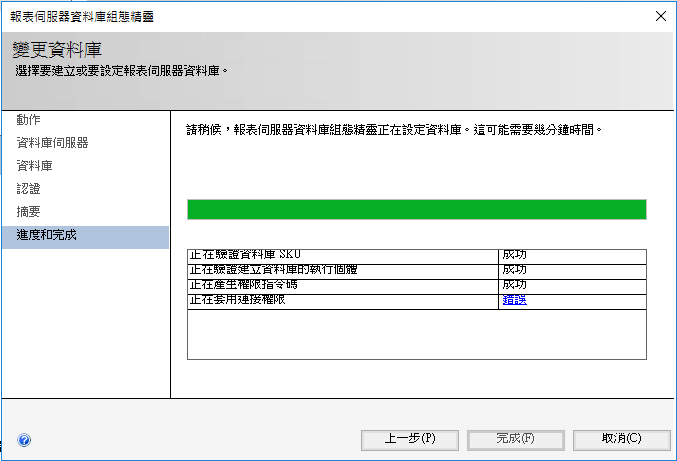 報表伺服器資料庫組態精靈
變更資料庫
選擇要建立或要設定報表伺服器資料庫。
動作
資料庫伺服器
資料庫
認證
摘要
進度和完成
請稍候，報表伺服器資料庫組態精靈正在設定資料庫。這可能需要幾分鐘時間。
正在驗證資料庫 SKU 成功
正在驗證建立資料庫的執行個體 成功
正在產生權限指令碼 成功
正在套用連接權限 錯誤
上一步(P) 完成(F) 取消(C)